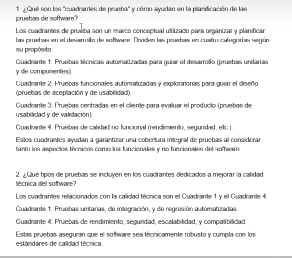 1. ¿Qué son los "cuadrantes de prueba" y cómo ayudan en la planificación de las
pruebas de software?
Los cuadrantes de prueba son un marco conceptual utilizado para organizar y planificar
las pruebas en el desarrollo de software. Dividen las pruebas en cuatro categorías según
su propósito:
Cuadrante 1: Pruebas técnicas automatizadas para guiar el desarrollo (pruebas unitarias
y de componentes).
Cuadrante 2: Pruebas funcionales automatizadas y exploratorias para guiar el diseño
(pruebas de aceptación y de usabilidad).
Cuadrante 3: Pruebas centradas en el cliente para evaluar el producto (pruebas de
usabilidad y de validación).
Cuadrante 4: Pruebas de calidad no funcional (rendimiento, seguridad, etc.).
Estos cuadrantes ayudan a garantizar una cobertura integral de pruebas al considerar
tanto los aspectos técnicos como los funcionales y no funcionales del software.
2. ¿Qué tipos de pruebas se incluyen en los cuadrantes dedicados a mejorar la calidad
técnica del software?
Los cuadrantes relacionados con la calidad técnica son el Cuadrante 1 y el Cuadrante 4:
Cuadrante 1: Pruebas unitarias, de integración, y de regresión automatizadas.
Cuadrante 4: Pruebas de rendimiento, seguridad, escalabilidad, y compatibilidad.
Estas pruebas aseguran que el software sea técnicamente robusto y cumpla con los
estándares de calidad técnica.